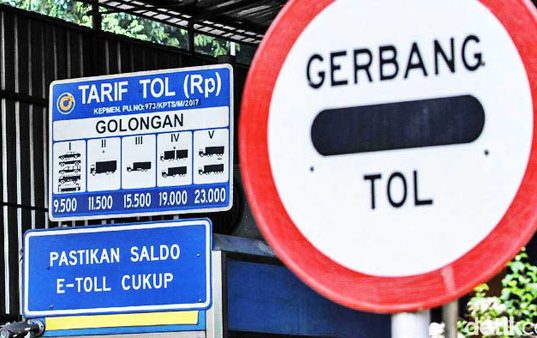 TARIF TOL (Rp)
KEPMEN. PU.NO:973/KPTS/M/2017
GOLONGAN
I II III IV V
9.500 11.500 15.500 19.000 23.000
PASTIKAN SALDO
E-TOLL CUKUP
GERBANG
TOL